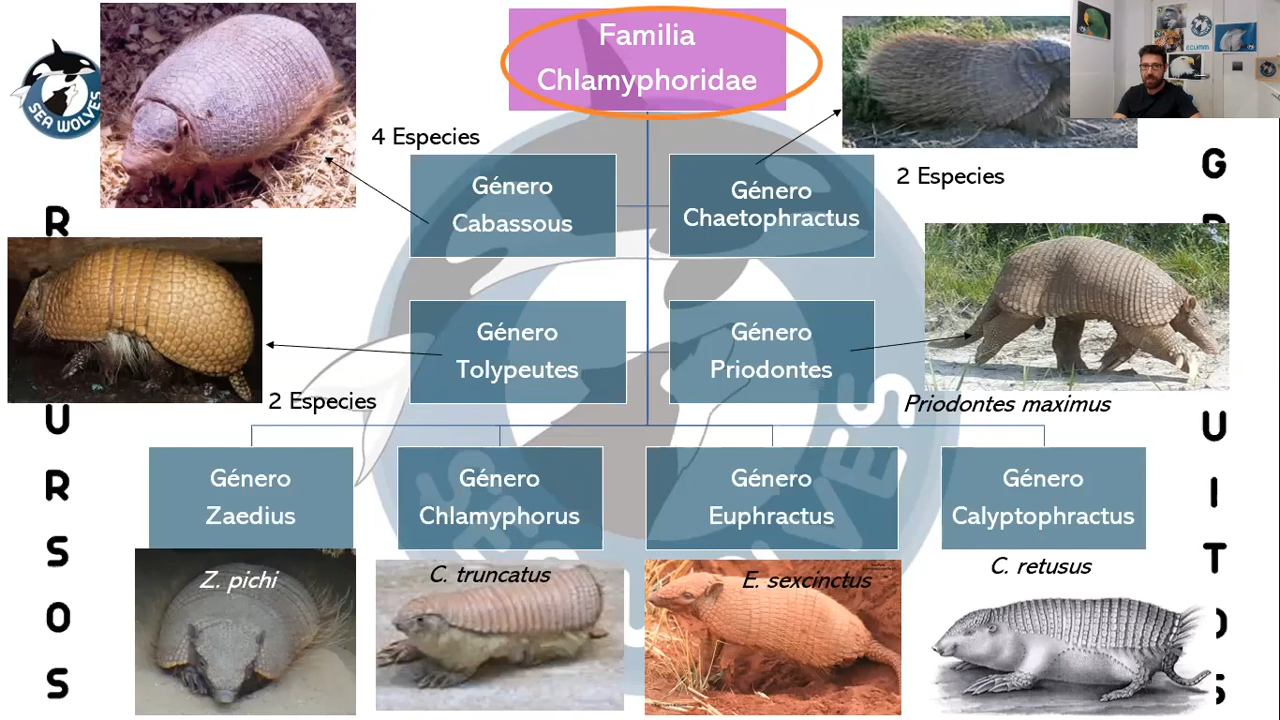 Familia
Chlamyphoridae
SEA WOLVES
4 Especies
Género
Cabassous
Género
Chaetophractus
2 Especies
Género
Tolypeutes
2 Especies
Género
Priodontes
Priodontes maximus
Género
Zaedius
Z. pichi
Género
Chlamyphorus
C. truncatus
Género
Euphractus
E. sexcinctus
Género
Calyptophractus
C. retusus
R
U
R
S
O
S
G
U
I
T
O
S